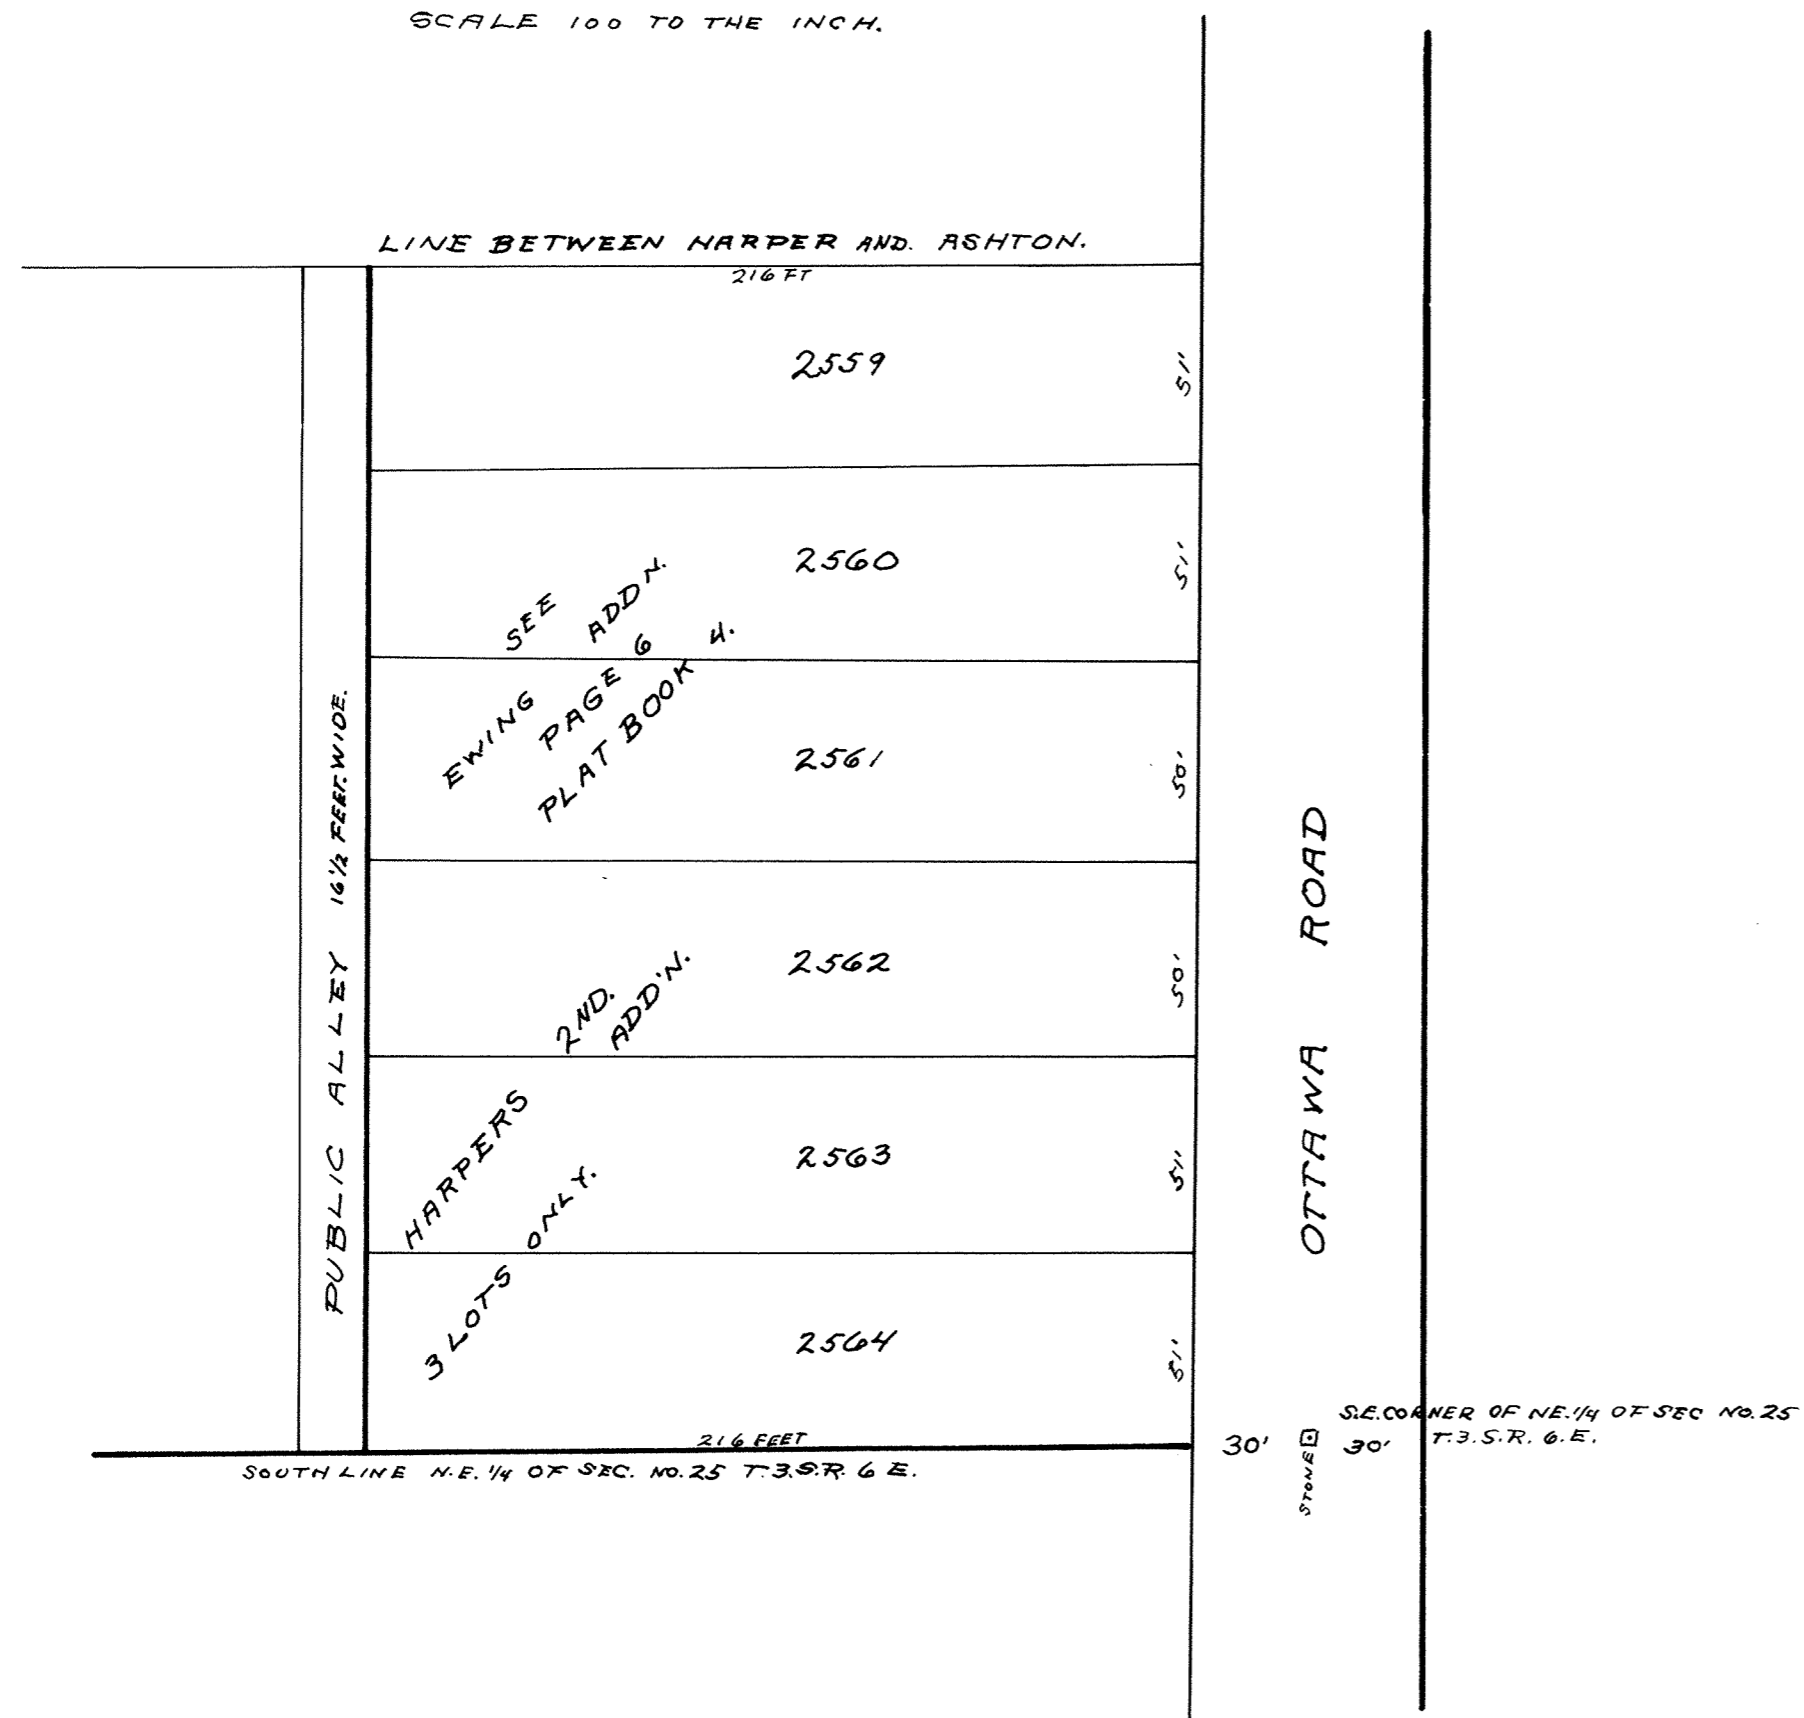 SCALE 100 TO THE INCH.
LINE BETWEEN HARPER AND. ASHTON.
216 FT
2559
51'
2560
51'
SEE
EWING ADD'N.
PAGE 6
PLAT BOOK 4.
2561
50'
2562
50'
HARPERS 2ND.
ADD'N.
3 LOTS ONLY.
2563
51'
2564
51'
PUBLIC ALLEY 16 1/2 FEET. WIDE.
OTTAWA ROAD
216 FEET
SOUTH LINE N.E. 1/4 OF SEC. NO. 25 T. 3. S. R. 6 E.
30'
STONE
30'
S.E. CORNER OF NE. 1/4 OF SEC NO. 25
T. 3. S. R. 6. E.